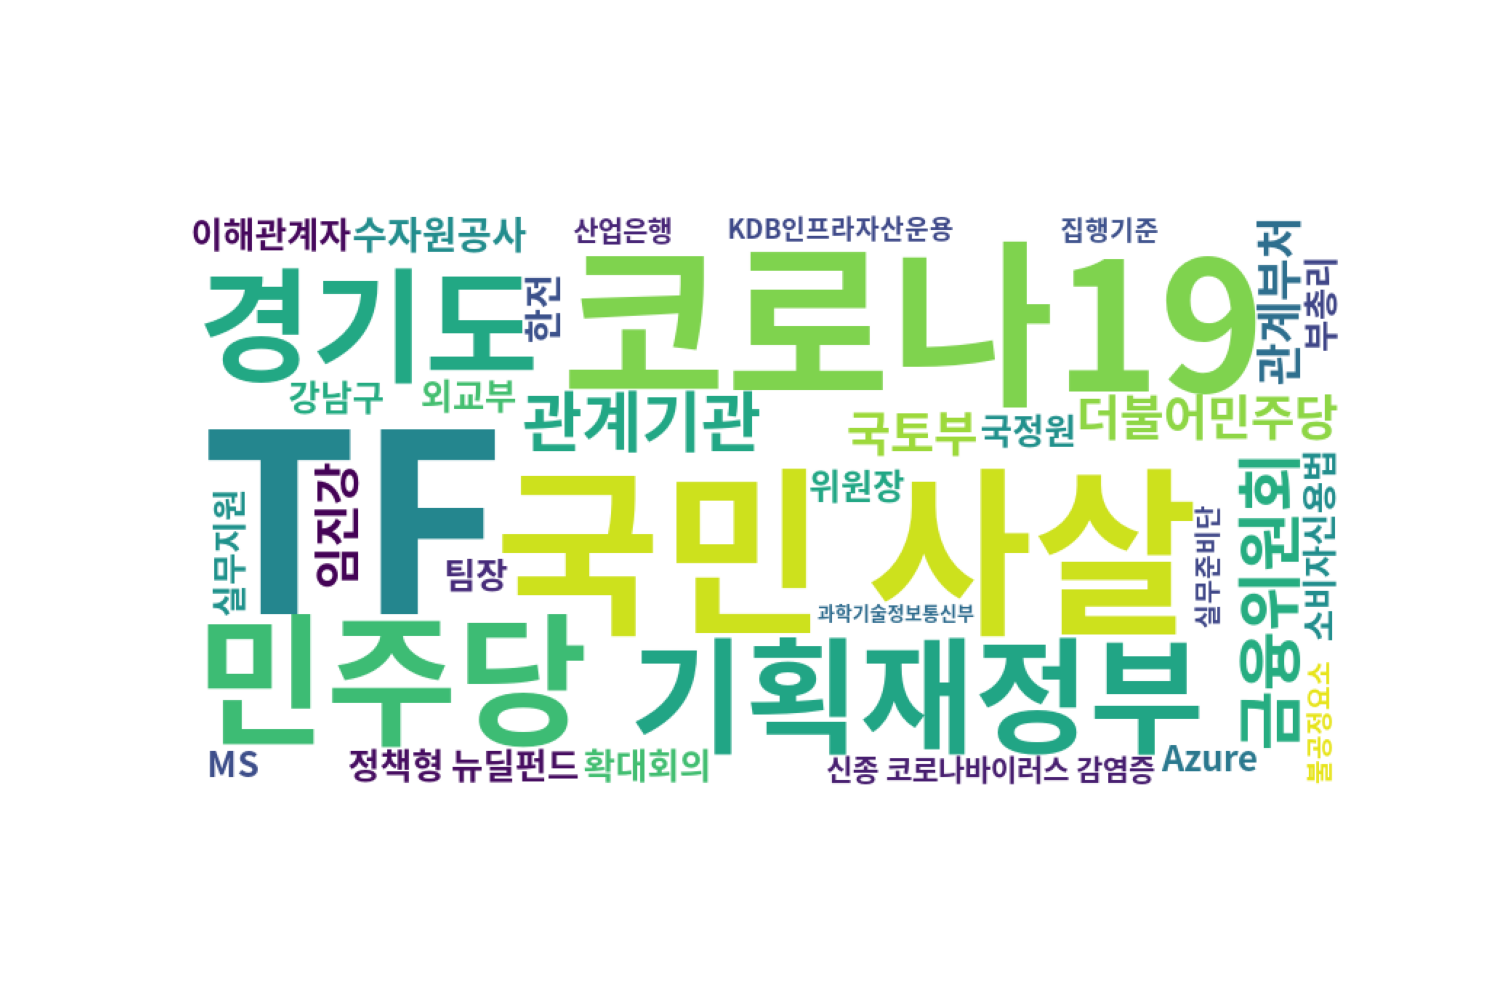 이해관계자
수자원공사
산업은행
KDB인프라자산운용
집행기준
경기도
한전
코로나19
관계부처
부총리
강남구
외교부
관계기관
국토부
국정원
더불어민주당
TF
임진강
실무지원
팀장
국민 사살
위원장
과학기술정보통신부
실무준비단
금융위원회
소비자신용법
불공정요소
민주당
기획재정부
MS
정책형 뉴딜펀드
확대회의
신종 코로나바이러스 감염증
Azure